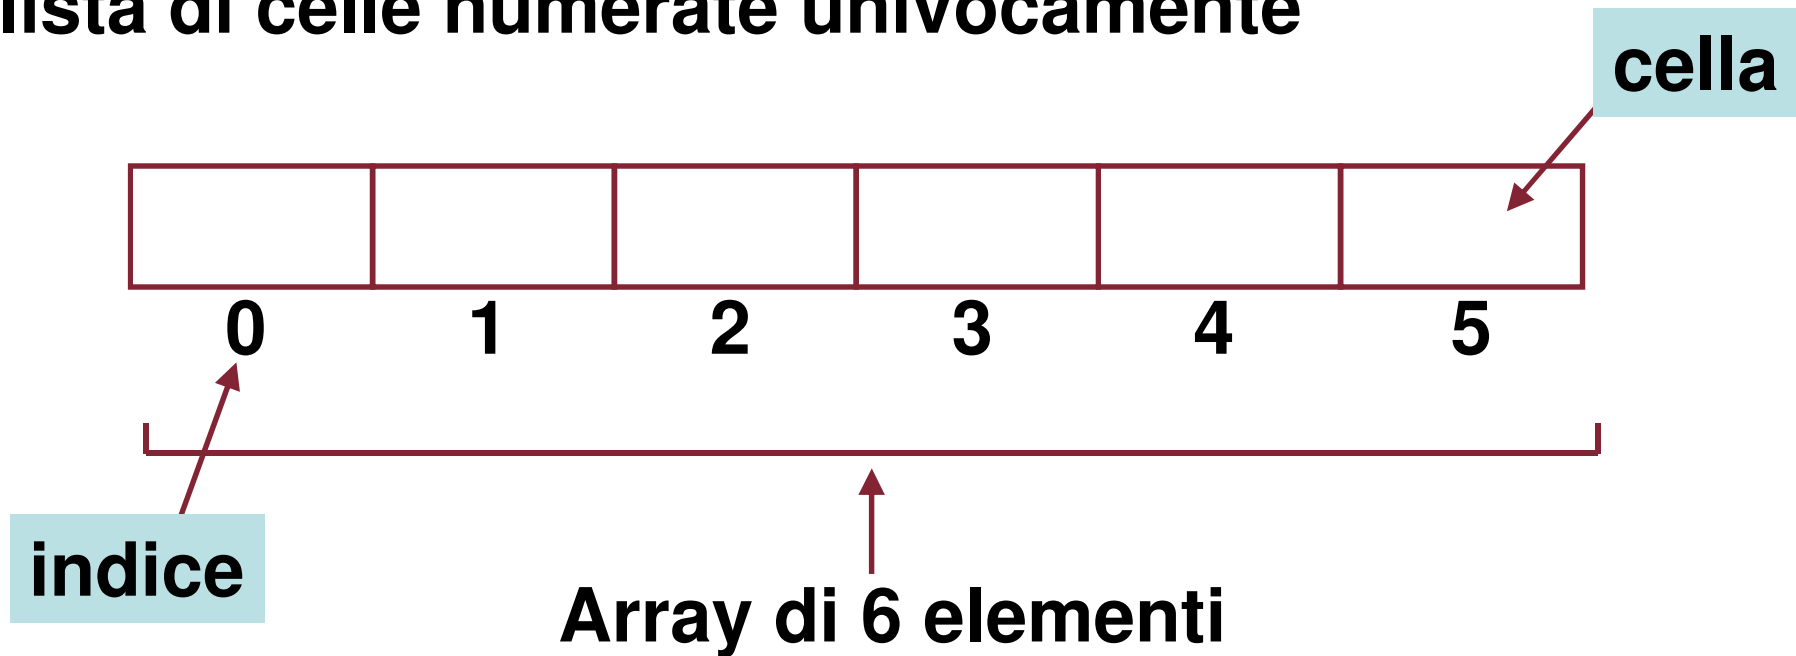 lista di celle numerate univocamente
cella
0 1 2 3 4 5
indice
Array di 6 elementi